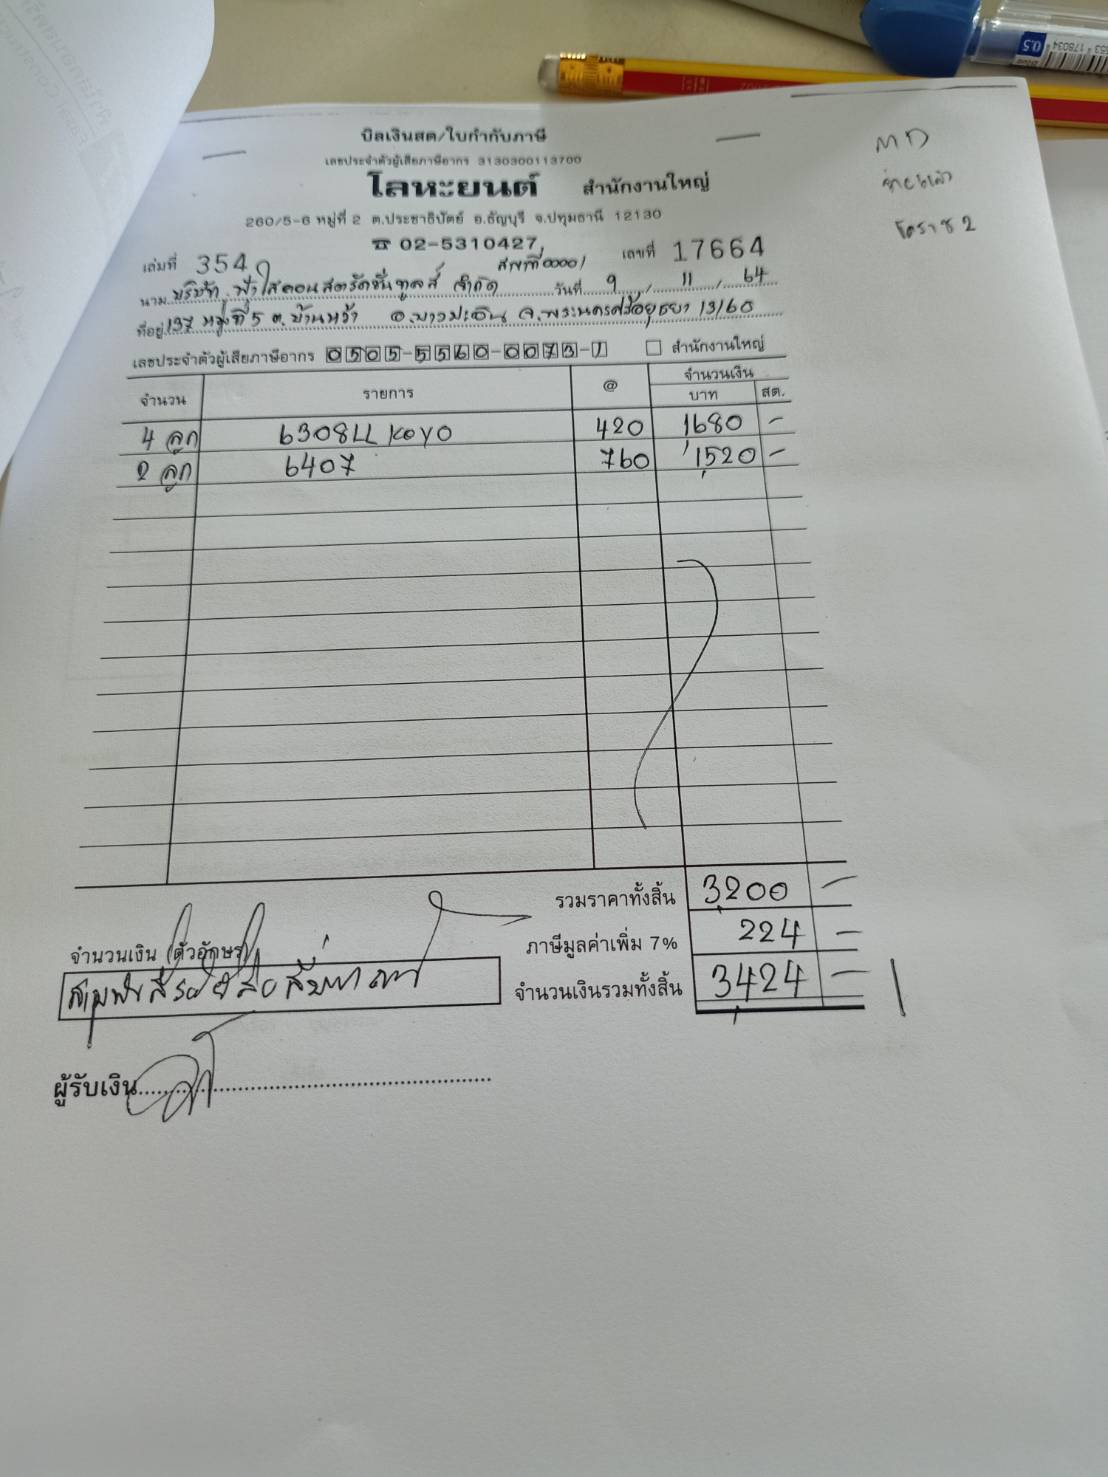 บิลเงินสด/ใบกำกับภาษี
เลขประจำตัวผู้เสียภาษีอากร 3130300113700
โลหะยนต์ สำนักงานใหญ่
260/5-6 หมู่ที่ 2 ต.ประชาธิปัตย์ อ.ธัญบุรี จ.ปทุมธานี 12130
☎ 02-5310427
MD
โคราช 2
เล่มที่ 354 สาขาที่ 00001 เลขที่ 17664
นาม บริษัท ฟ้าใสคอนสตรัคชั่นทูลส์ จำกัด วันที่ 9 / 11 / 64
ที่อยู่ 137 หมู่ที่ 5 ต.บ้านหว้า อ.บางปะอิน จ.พระนครศรีอยุธยา 13160
เลขประจำตัวผู้เสียภาษีอากร 0505-5560-0073-1 ☐ สำนักงานใหญ่
จำนวน รายการ @ จำนวนเงิน
บาท สต.
4 ลูก 6308LL KOYO 420 1680 -
2 ลูก 6407 760 1,520 -
รวมราคาทั้งสิ้น 3,200 -
ภาษีมูลค่าเพิ่ม 7% 224 -
จำนวนเงิน (ตัวอักษร)
สามพันสี่ร้อยยี่สิบสี่บาทถ้วน
จำนวนเงินรวมทั้งสิ้น 3,424 -
ผู้รับเงิน